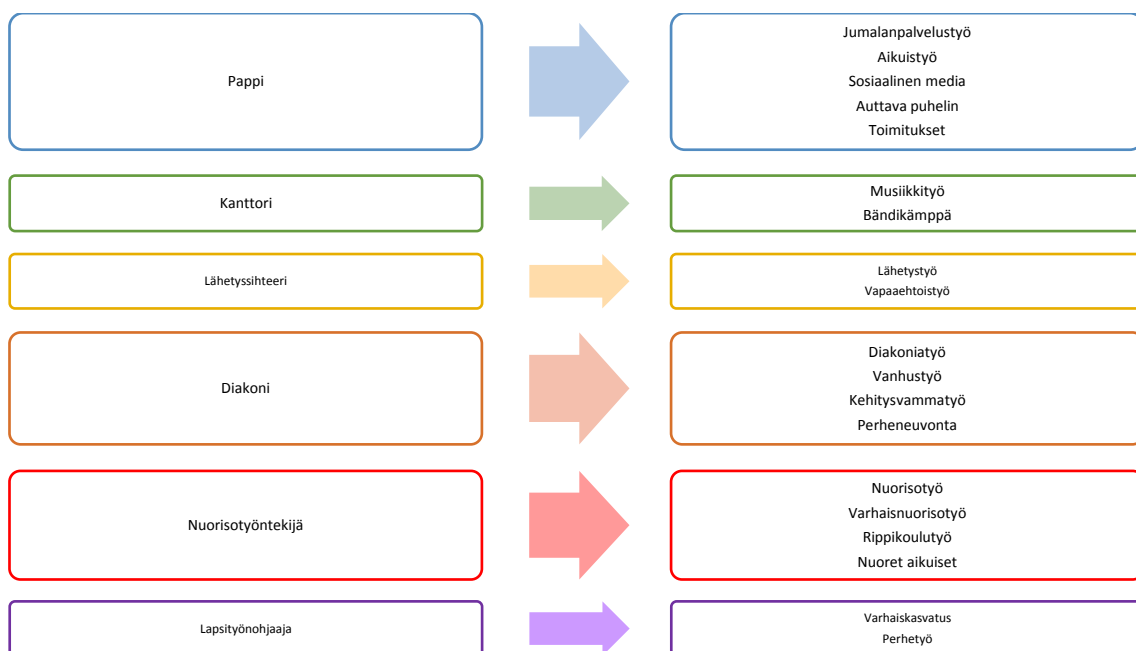 Pappi
Jumalanpalvelustyö
Aikuistyö
Sosiaalinen media
Auttava puhelin
Toimitukset
Kanttori
Musiikkityö
Bändikämppä
Lähetyssihteeri
Lähetystyö
Vapaaehtoistyö
Diakoni
Diakoniatyö
Vanhustyö
Kehitysvammatyö
Perheneuvonta
Nuorisotyöntekijä
Nuorisotyö
Varhaisnuorisotyö
Rippikoulutyö
Nuoret aikuiset
Lapsityönohjaaja
Varhaiskasvatus
Perhetyö